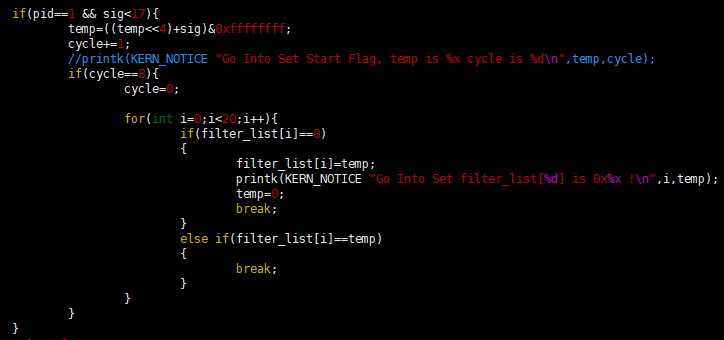 if(pid==1 && sig<17){
temp=((temp<<4)+sig)&0xffffffff;
cycle+=1;
//printk(KERN_NOTICE "Go Into Set Start Flag, temp is %x cycle is %d\n",temp,cycle);
if(cycle==8){
cycle=0;
for(int i=0;i<20;i++){
if(filter_list[i]==0)
{
filter_list[i]=temp;
printk(KERN_NOTICE "Go Into Set filter_list[%d] is 0x%x !\n",i,temp);
temp=0;
break;
}
else if(filter_list[i]==temp)
{
break;
}
}
}
}